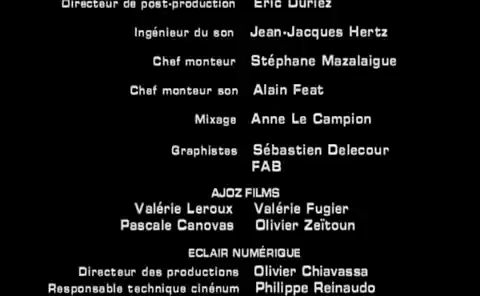 Directeur de post-production Eric Duriez
Ingénieur du son Jean-Jacques Hertz
Chef monteur Stéphane Mazalaigue
Chef monteur son Alain Feat
Mixage Anne Le Campion
Graphistes Sébastien Delecour
FAB
AJOZ FILMS
Valérie Leroux Valérie Fugier
Pascale Canovas Olivier Zeïtoun
ECLAIR NUMÉRIQUE
Directeur des productions Olivier Chiavassa
Responsable technique cinénum Philippe Reinaudo